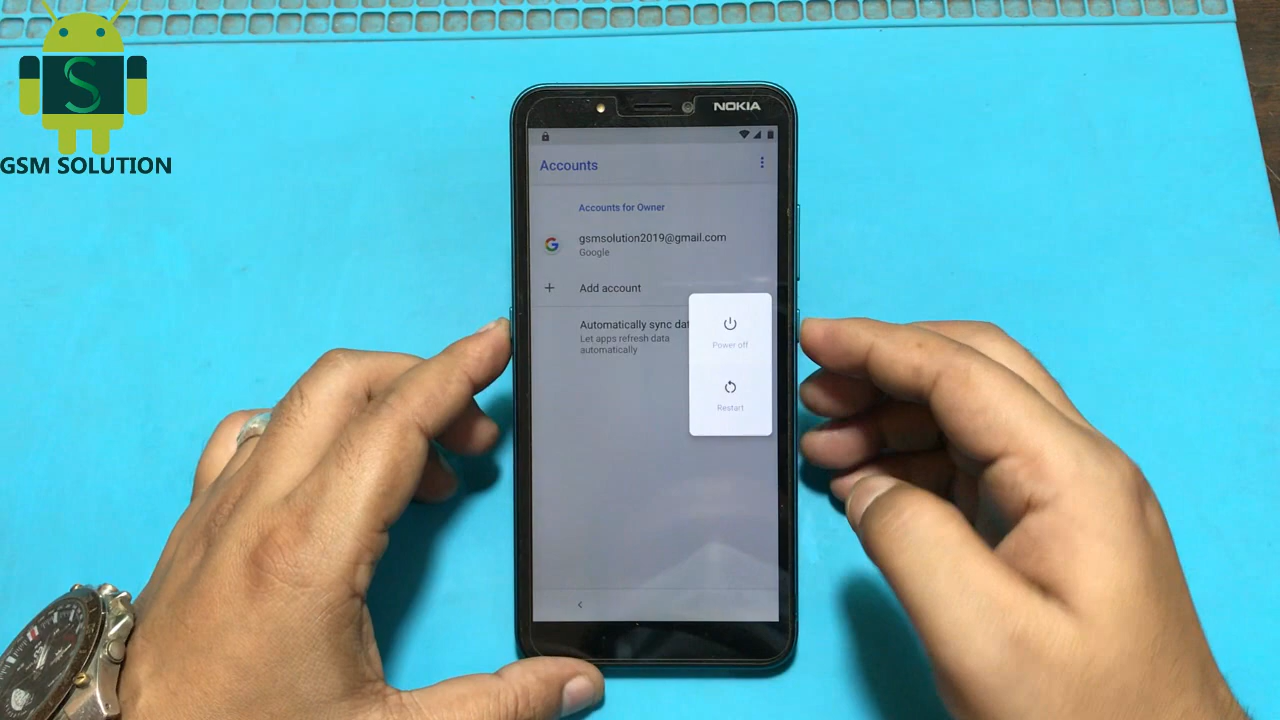 GSM SOLUTION
NOKIA
Accounts
Accounts for Owner
gsmsolution2019@gmail.com
Google
Add account
Automatically sync dat
Let apps refresh data
automatically
Power off
Restart